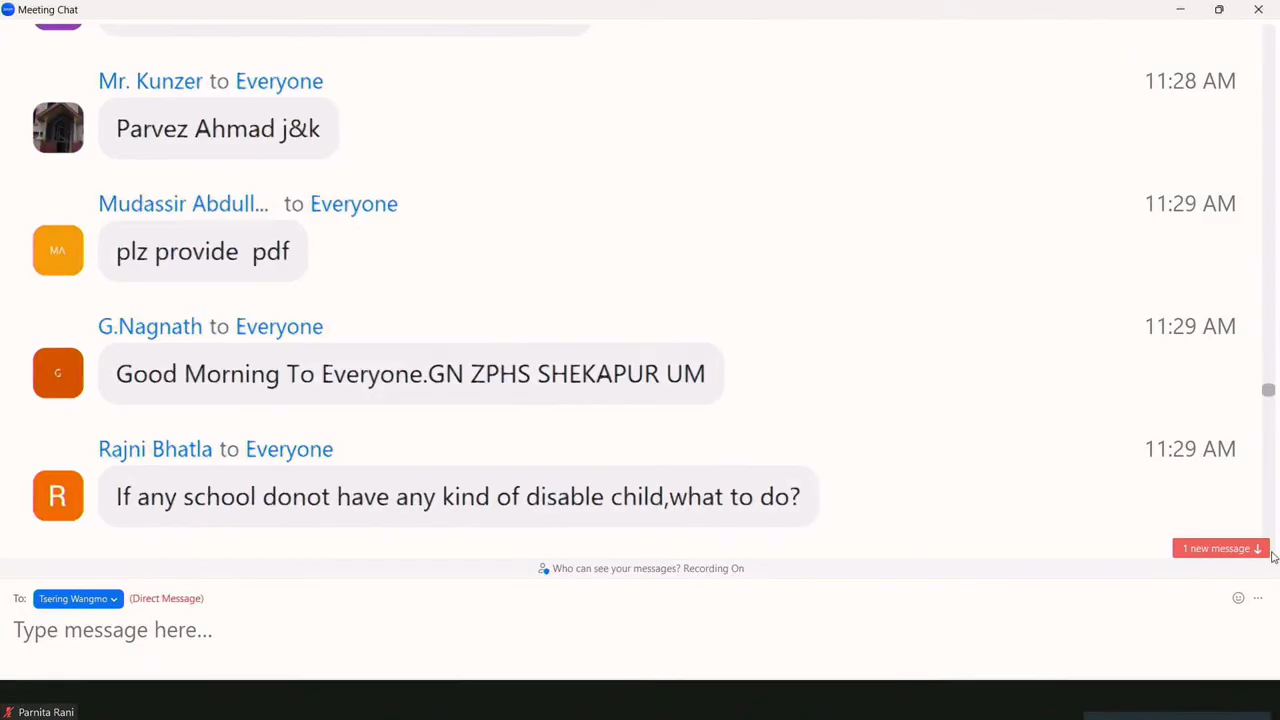 Meeting Chat
Mr. Kunzer to Everyone 11:28 AM
Parvez Ahmad j&k
Mudassir Abdull... to Everyone 11:29 AM
MA
plz provide pdf
G.Nagnath to Everyone 11:29 AM
G
Good Morning To Everyone.GN ZPHS SHEKAPUR UM
Rajni Bhatla to Everyone 11:29 AM
R
If any school donot have any kind of disable child,what to do?
1 new message
Who can see your messages? Recording On
To: Tsering Wangmo (Direct Message)
Type message here...
Parnita Rani